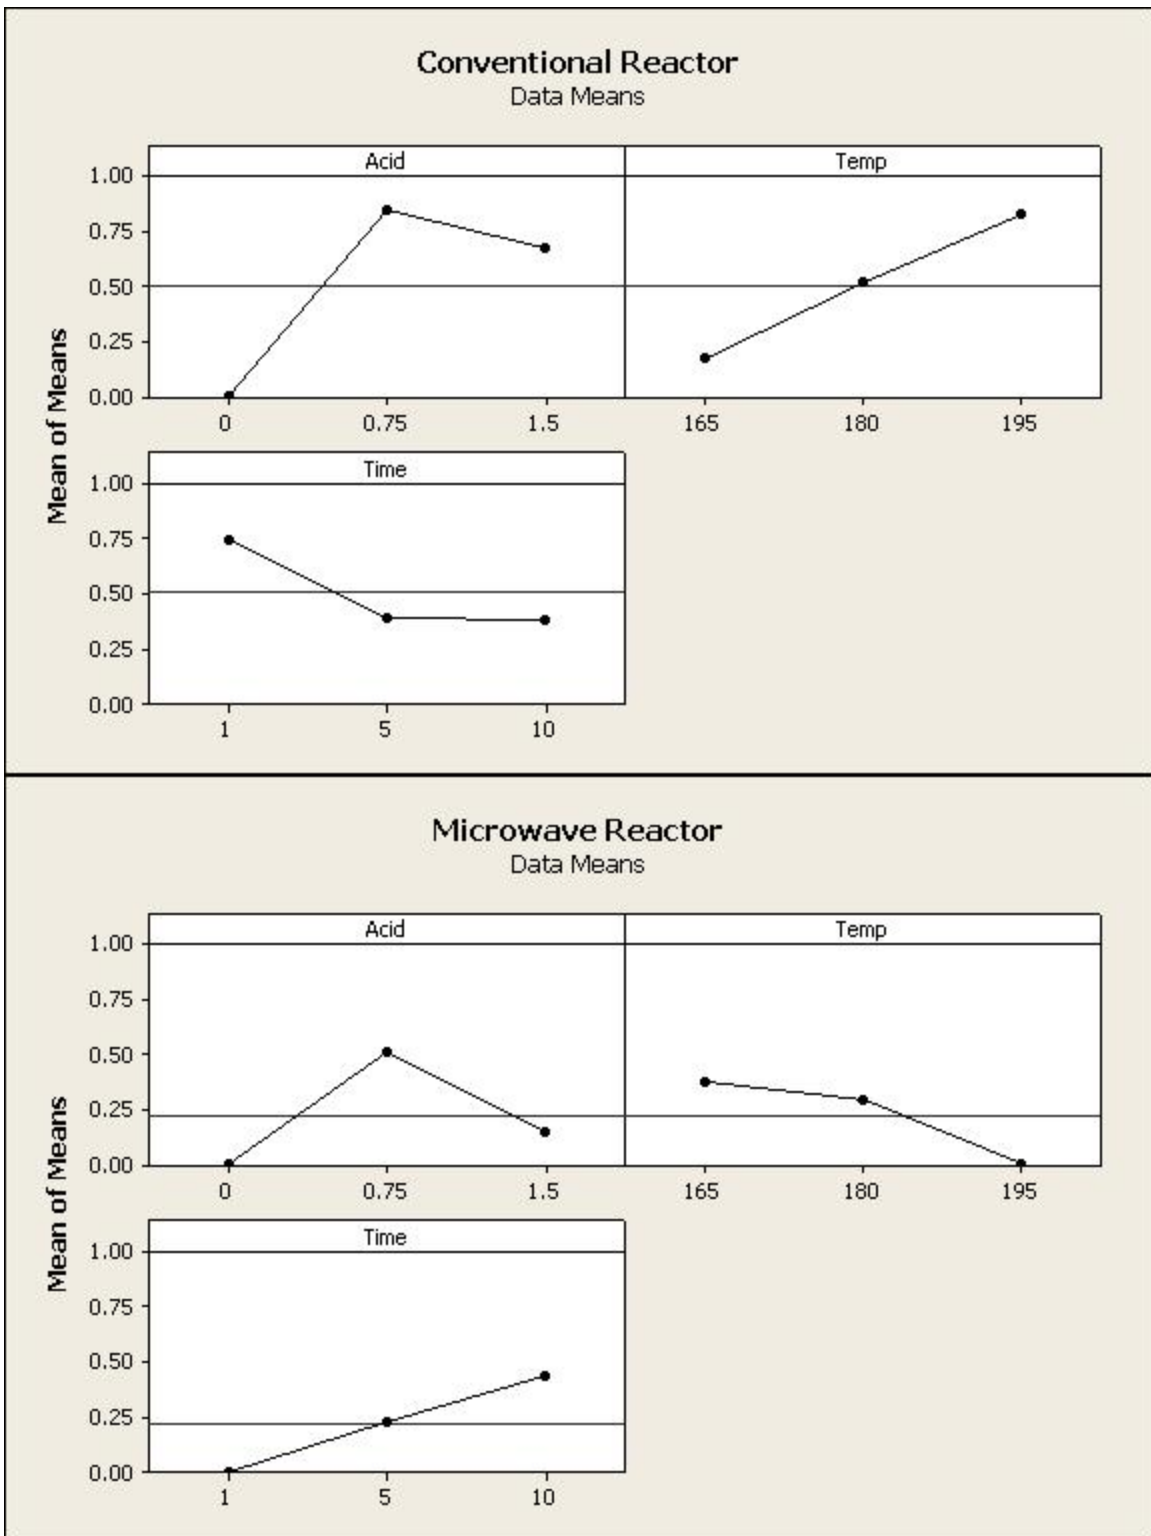 Conventional Reactor
Data Means
Mean of Means
Acid Temp
1.00
0.75
0.50
0.25
0.00
0 0.75 1.5 165 180 195
Time
1.00
0.75
0.50
0.25
0.00
1 5 10
Microwave Reactor
Data Means
Mean of Means
Acid Temp
1.00
0.75
0.50
0.25
0.00
0 0.75 1.5 165 180 195
Time
1.00
0.75
0.50
0.25
0.00
1 5 10